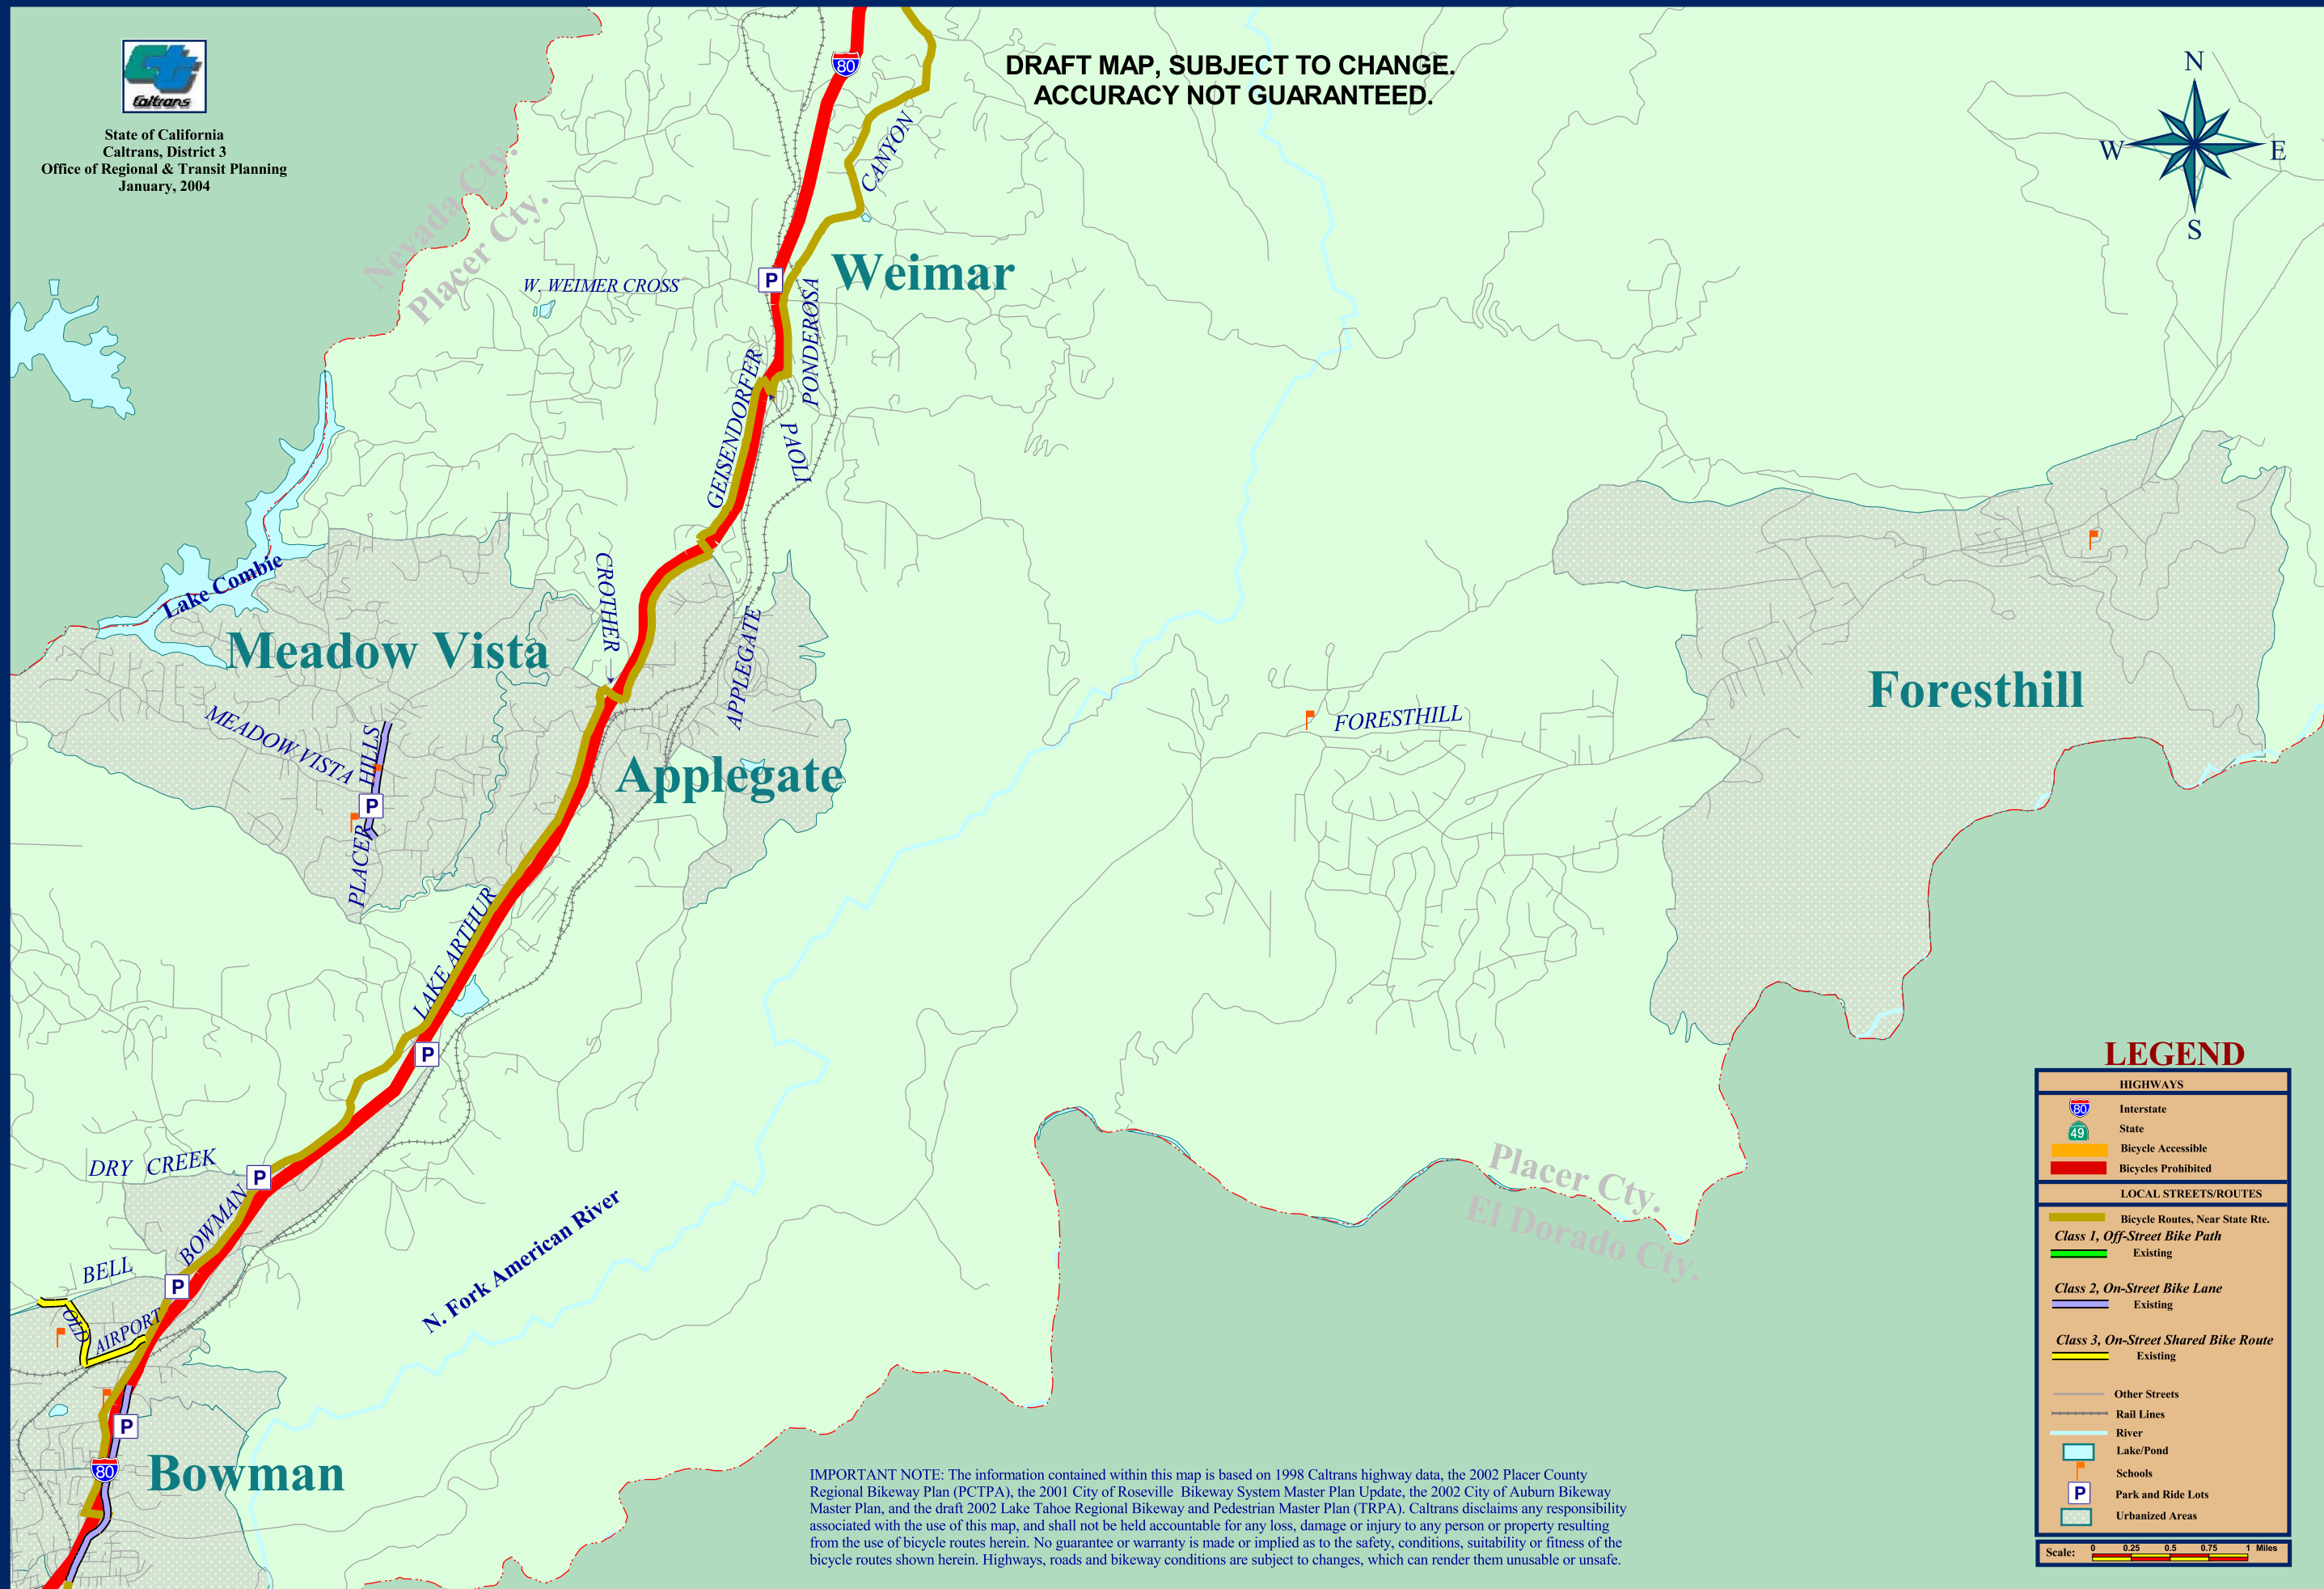 Caltrans
State of California
Caltrans, District 3
Office of Regional & Transit Planning
January, 2004
DRAFT MAP, SUBJECT TO CHANGE.
ACCURACY NOT GUARANTEED.
N
W
E
S
80
CANYON
Nevada Cty.
Placer Cty.
Weimar
W. WEIMER CROSS
P
PONDEROSA
GEISENDORFER
PAOLI
Lake Combie
CROTHER
Meadow Vista
APPLEGATE
MEADOW VISTA
PLACER HILLS
P
Applegate
Foresthill
FORESTHILL
LAKE ARTHUR
P
DRY CREEK
P
BOWMAN
BELL
P
OLD
AIRPORT
N. Fork American River
P
80
Bowman
Placer Cty.
El Dorado Cty.
IMPORTANT NOTE: The information contained within this map is based on 1998 Caltrans highway data, the 2002 Placer County
Regional Bikeway Plan (PCTPA), the 2001 City of Roseville Bikeway System Master Plan Update, the 2002 City of Auburn Bikeway
Master Plan, and the draft 2002 Lake Tahoe Regional Bikeway and Pedestrian Master Plan (TRPA). Caltrans disclaims any responsibility
associated with the use of this map, and shall not be held accountable for any loss, damage or injury to any person or property resulting
from the use of bicycle routes herein. No guarantee or warranty is made or implied as to the safety, conditions, suitability or fitness of the
bicycle routes shown herein. Highways, roads and bikeway conditions are subject to changes, which can render them unusable or unsafe.
LEGEND
HIGHWAYS
80 Interstate
49 State
Bicycle Accessible
Bicycles Prohibited
LOCAL STREETS/ROUTES
Bicycle Routes, Near State Rte.
Class 1, Off-Street Bike Path
Existing
Class 2, On-Street Bike Lane
Existing
Class 3, On-Street Shared Bike Route
Existing
Other Streets
Rail Lines
River
Lake/Pond
Schools
P Park and Ride Lots
Urbanized Areas
Scale: 0 0.25 0.5 0.75 1 Miles